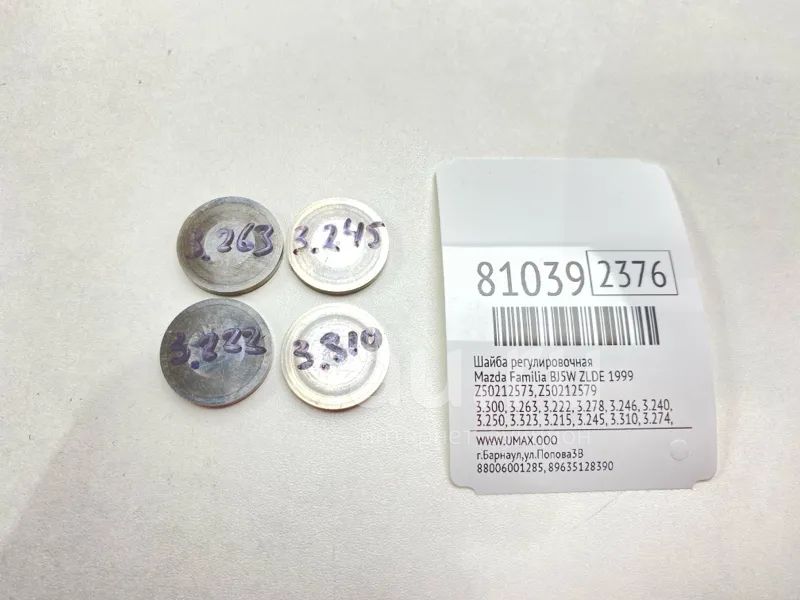 3.263
3.245
3.222
3.310
81039 2376
Шайба регулировочная
Mazda Familia BJ5W ZLDE 1999
Z50212573, Z50212579
3.300, 3.263, 3.222, 3.278, 3.246, 3.240,
3.250, 3.323, 3.215, 3.245, 3.310, 3.274,
WWW.UMAX.OOO
г.Барнаул,ул.Попова3В
88006001285, 89635128390